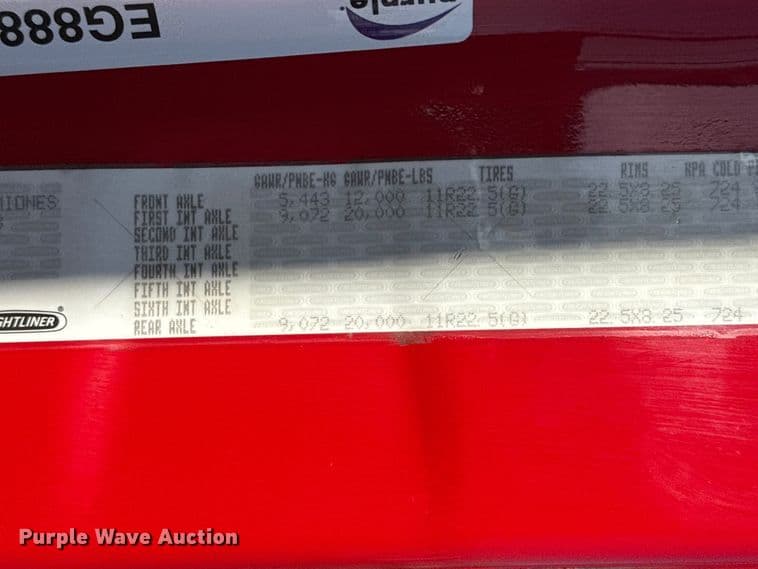 EG888
purple
GAWR/PNBE-KG GAWR/PNBE-LBS TIRES RIMS KPA COLD
FRONT AXLE 5,443 12,000 11R22.5(G) 22.5X8.25 724
FIRST INT AXLE 9,072 20,000 11R22.5(G) 22.5X8.25 724
SECOND INT AXLE
THIRD INT AXLE
FOURTH INT AXLE
FIFTH INT AXLE
SIXTH INT AXLE
REAR AXLE 9,072 20,000 11R22.5(G) 22.5X8.25 724
GHTLINER®
Purple Wave Auction